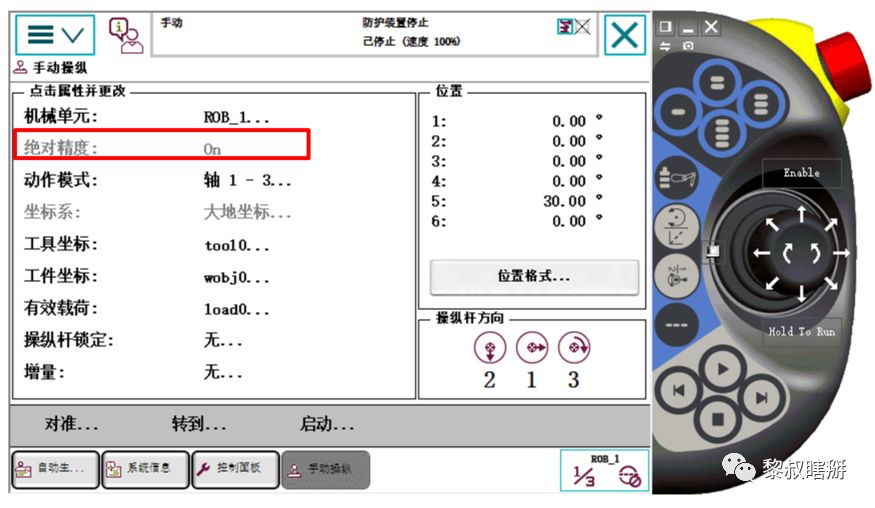 手动
防护装置停止
己停止 (速度 100%)
手动操纵
点击属性并更改
机械单元: ROB_1...
绝对精度: On
动作模式: 轴 1 - 3...
坐标系: 大地坐标...
工具坐标: tool0...
工件坐标: wobj0...
有效载荷: load0...
操纵杆锁定: 无...
增量: 无...
位置
1: 0.00 °
2: 0.00 °
3: 0.00 °
4: 0.00 °
5: 30.00 °
6: 0.00 °
位置格式...
操纵杆方向
2 1 3
对准... 转到... 启动...
自动生... 系统信息 控制面板 手动操纵
ROB_1
1/3
Enable
Hold To Run
黎叔瞎掰